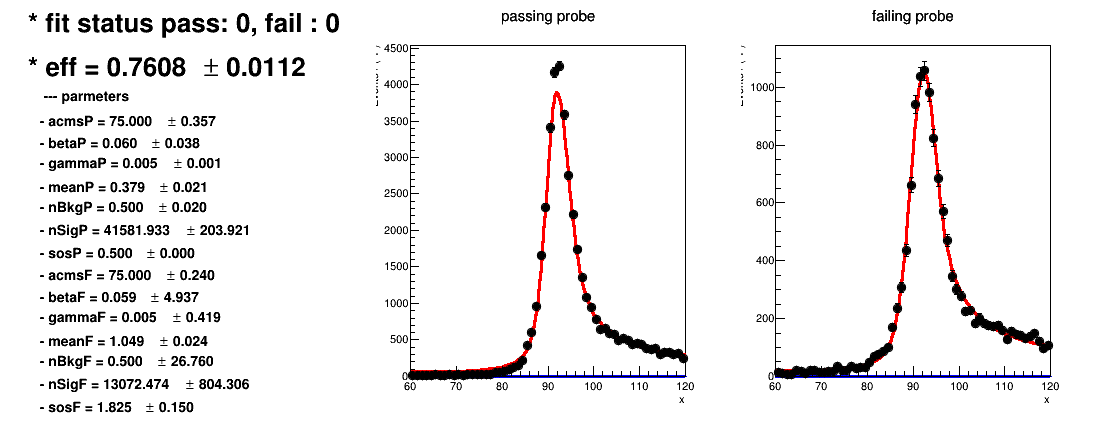 * fit status pass: 0, fail : 0
* eff = 0.7608 ± 0.0112
--- parmeters
- acmsP = 75.000 ± 0.357
- betaP = 0.060 ± 0.038
- gammaP = 0.005 ± 0.001
- meanP = 0.379 ± 0.021
- nBkgP = 0.500 ± 0.020
- nSigP = 41581.933 ± 203.921
- sosP = 0.500 ± 0.000
- acmsF = 75.000 ± 0.240
- betaF = 0.059 ± 4.937
- gammaF = 0.005 ± 0.419
- meanF = 1.049 ± 0.024
- nBkgF = 0.500 ± 26.760
- nSigF = 13072.474 ± 804.306
- sosF = 1.825 ± 0.150
passing probe
4500
4000
3500
3000
2500
2000
1500
1000
500
0
60 70 80 90 100 110 120
x
failing probe
1000
800
600
400
200
0
60 70 80 90 100 110 120
x